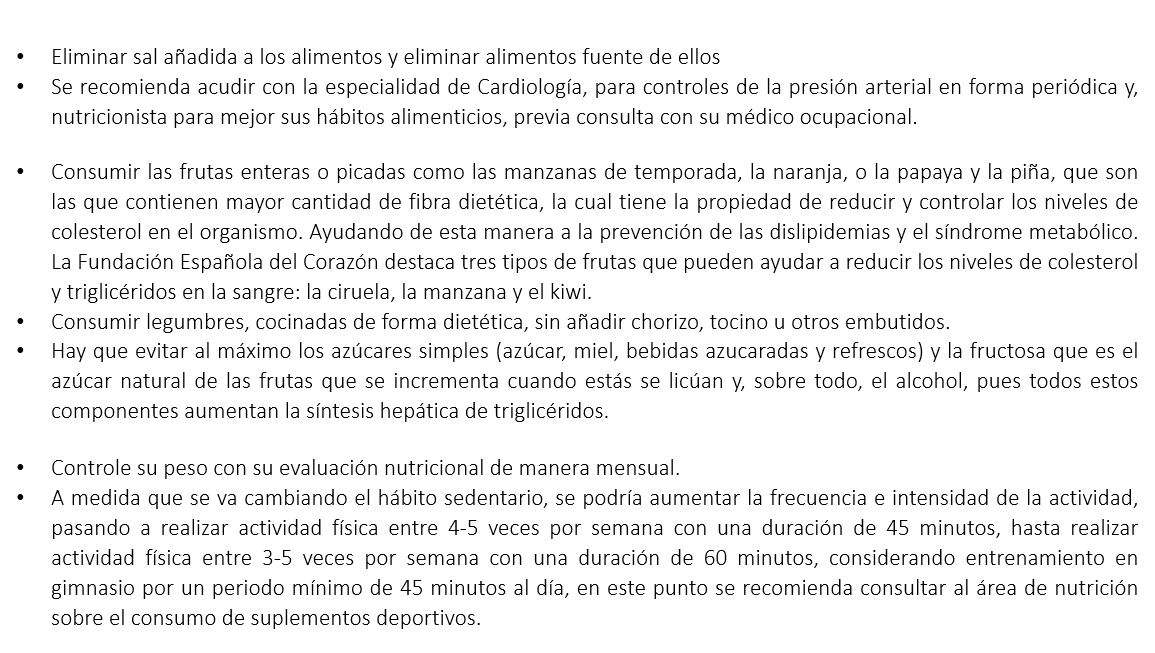 • Eliminar sal añadida a los alimentos y eliminar alimentos fuente de ellos
• Se recomienda acudir con la especialidad de Cardiología, para controles de la presión arterial en forma periódica y,
nutricionista para mejor sus hábitos alimenticios, previa consulta con su médico ocupacional.
• Consumir las frutas enteras o picadas como las manzanas de temporada, la naranja, o la papaya y la piña, que son
las que contienen mayor cantidad de fibra dietética, la cual tiene la propiedad de reducir y controlar los niveles de
colesterol en el organismo. Ayudando de esta manera a la prevención de las dislipidemias y el síndrome metabólico.
La Fundación Española del Corazón destaca tres tipos de frutas que pueden ayudar a reducir los niveles de colesterol
y triglicéridos en la sangre: la ciruela, la manzana y el kiwi.
• Consumir legumbres, cocinadas de forma dietética, sin añadir chorizo, tocino u otros embutidos.
• Hay que evitar al máximo los azúcares simples (azúcar, miel, bebidas azucaradas y refrescos) y la fructosa que es el
azúcar natural de las frutas que se incrementa cuando estás se licúan y, sobre todo, el alcohol, pues todos estos
componentes aumentan la síntesis hepática de triglicéridos.
• Controle su peso con su evaluación nutricional de manera mensual.
• A medida que se va cambiando el hábito sedentario, se podría aumentar la frecuencia e intensidad de la actividad,
pasando a realizar actividad física entre 4-5 veces por semana con una duración de 45 minutos, hasta realizar
actividad física entre 3-5 veces por semana con una duración de 60 minutos, considerando entrenamiento en
gimnasio por un periodo mínimo de 45 minutos al día, en este punto se recomienda consultar al área de nutrición
sobre el consumo de suplementos deportivos.